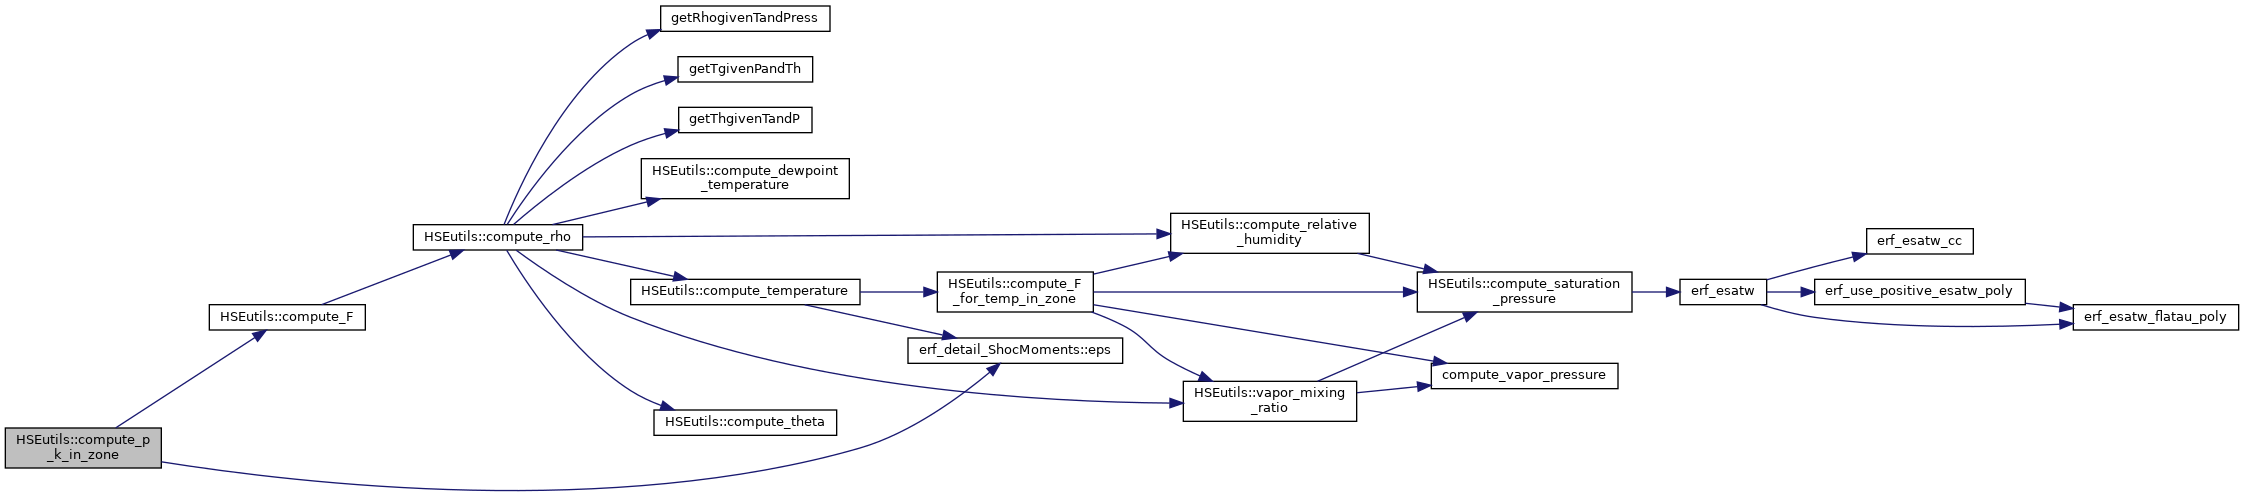 getRhogivenTandPress
getTgivenPandTh
getThgivenTandP
HSEutils::compute_dewpoint
_temperature
HSEutils::compute_rho
HSEutils::compute_relative
_humidity
erf_esatw_cc
HSEutils::compute_temperature
HSEutils::compute_F
_for_temp_in_zone
HSEutils::compute_saturation
_pressure
erf_esatw
erf_use_positive_esatw_poly
erf_esatw_flatau_poly
HSEutils::compute_F
erf_detail_ShocMoments::eps
compute_vapor_pressure
HSEutils::vapor_mixing
_ratio
HSEutils::compute_theta
HSEutils::compute_p
_k_in_zone